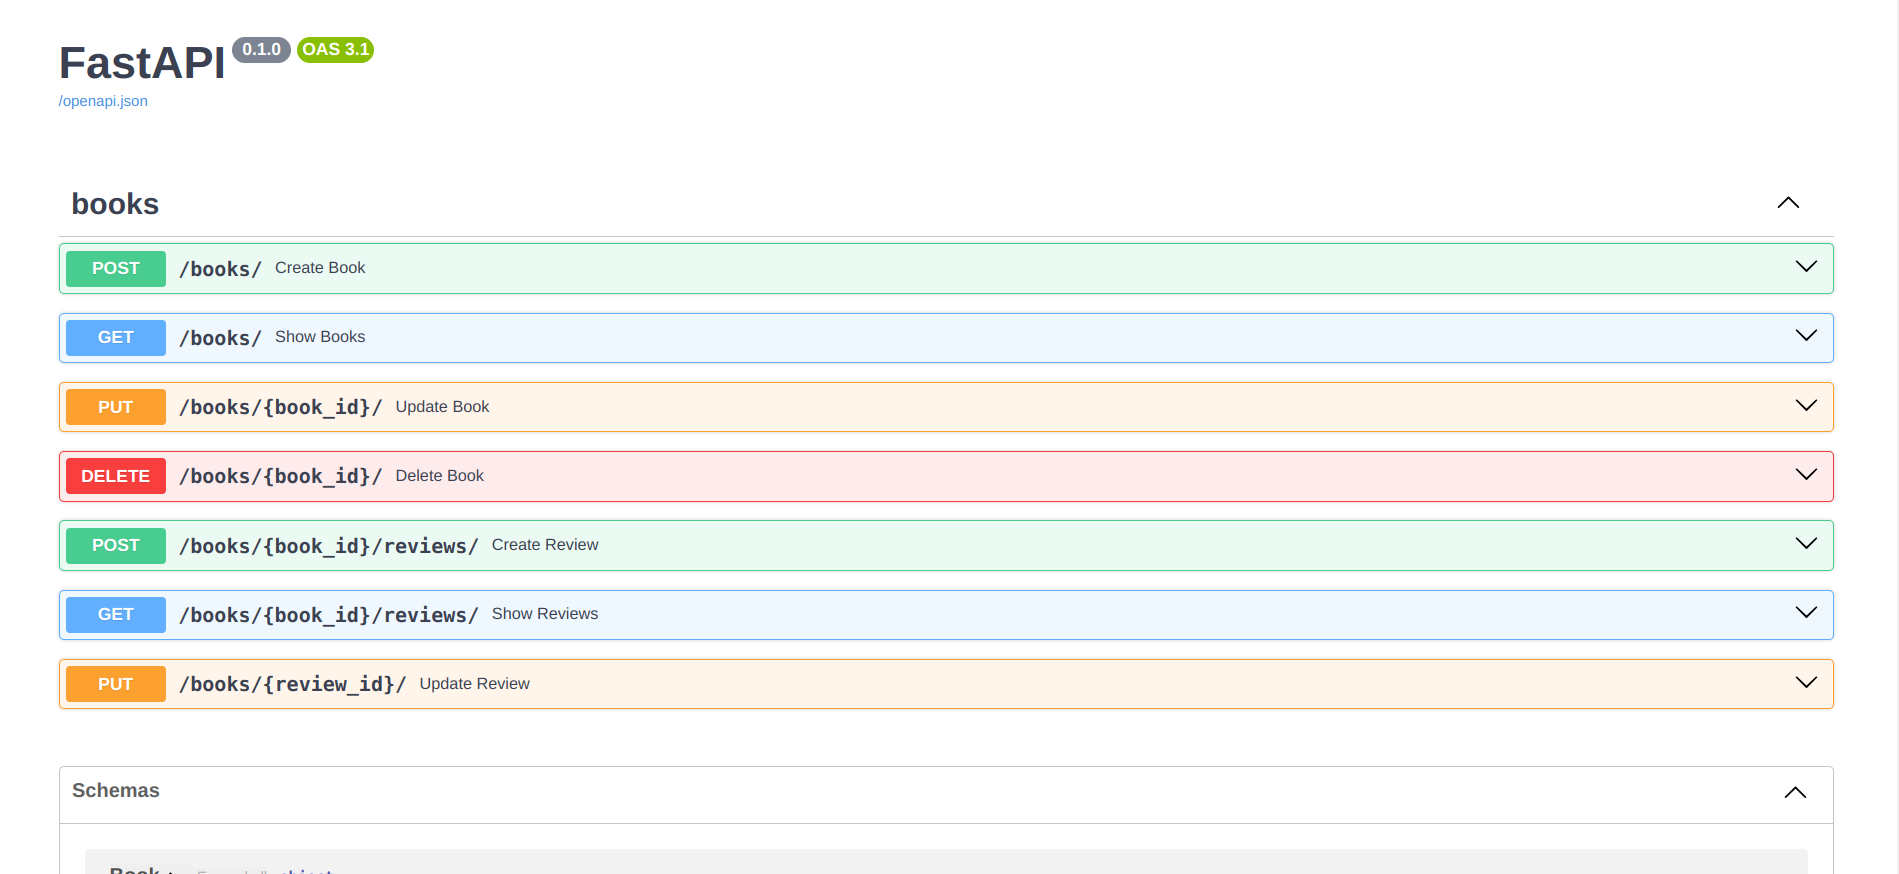 FastAPI 0.1.0 OAS 3.1
/openapi.json
books
POST /books/ Create Book
GET /books/ Show Books
PUT /books/{book_id}/ Update Book
DELETE /books/{book_id}/ Delete Book
POST /books/{book_id}/reviews/ Create Review
GET /books/{book_id}/reviews/ Show Reviews
PUT /books/{review_id}/ Update Review
Schemas
Book object